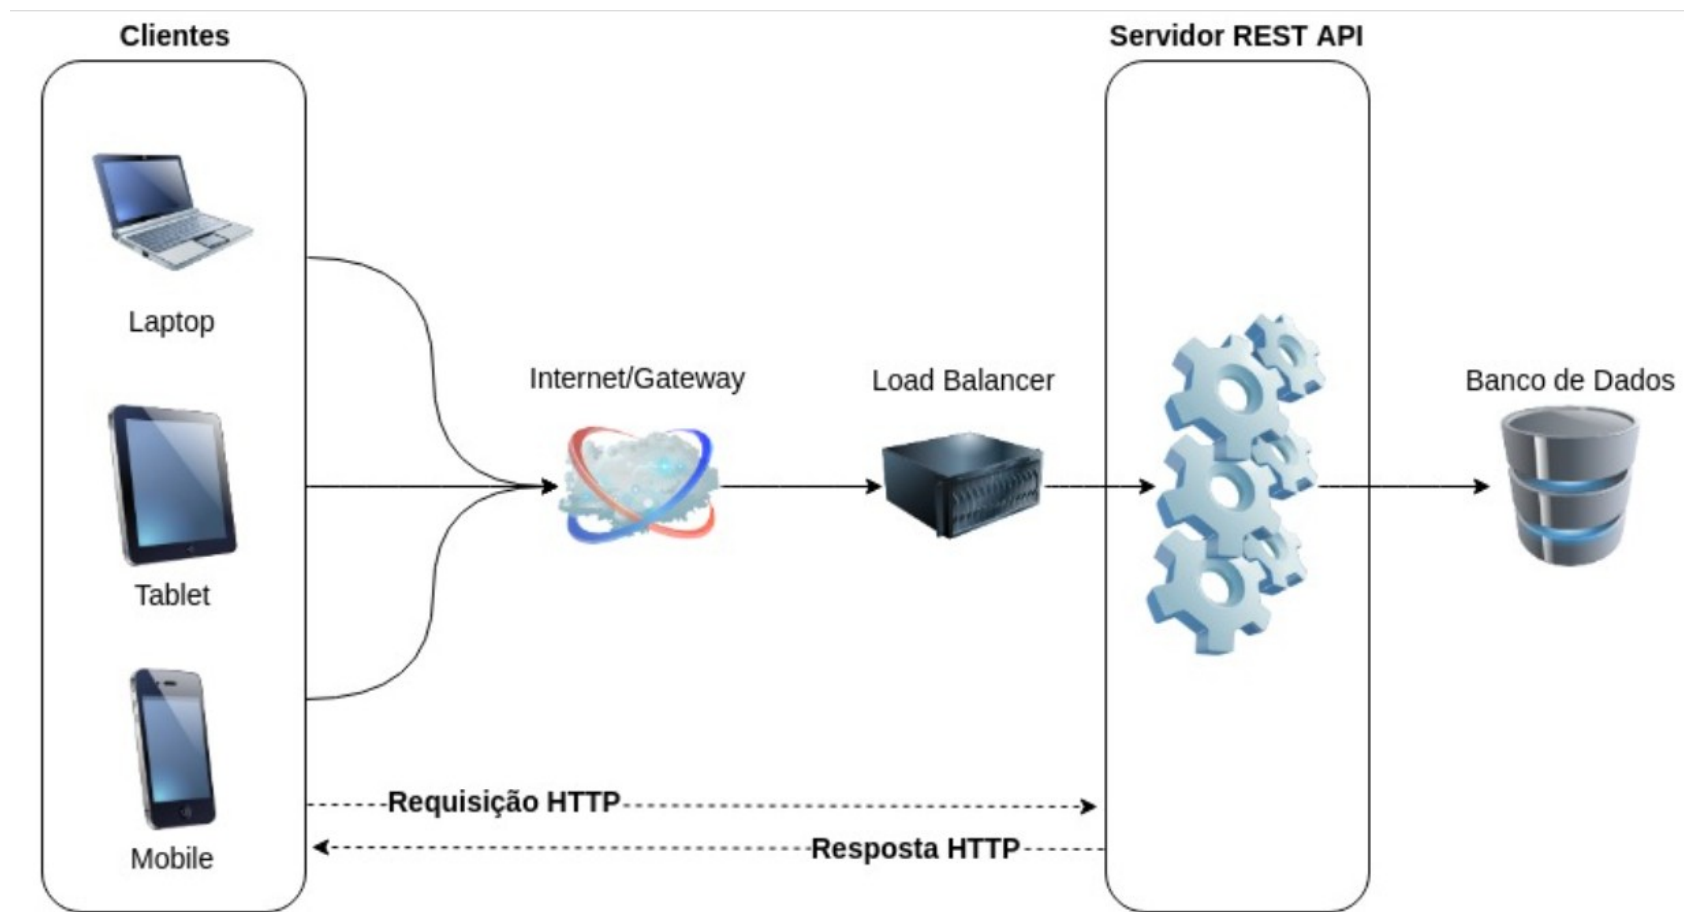 Clientes
Servidor REST API
Laptop
Internet/Gateway
Load Balancer
Banco de Dados
Tablet
Requisição HTTP
Resposta HTTP
Mobile